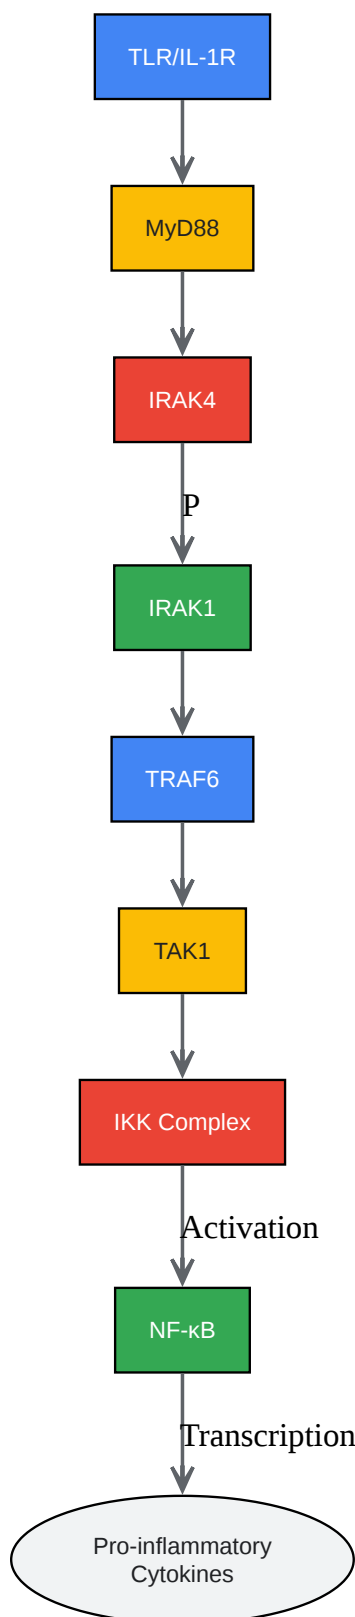 TLR/IL-1R
MyD88
IRAK4
P
IRAK1
TRAF6
TAK1
IKK Complex
Activation
NF-κB
Transcription
Pro-inflammatory
Cytokines